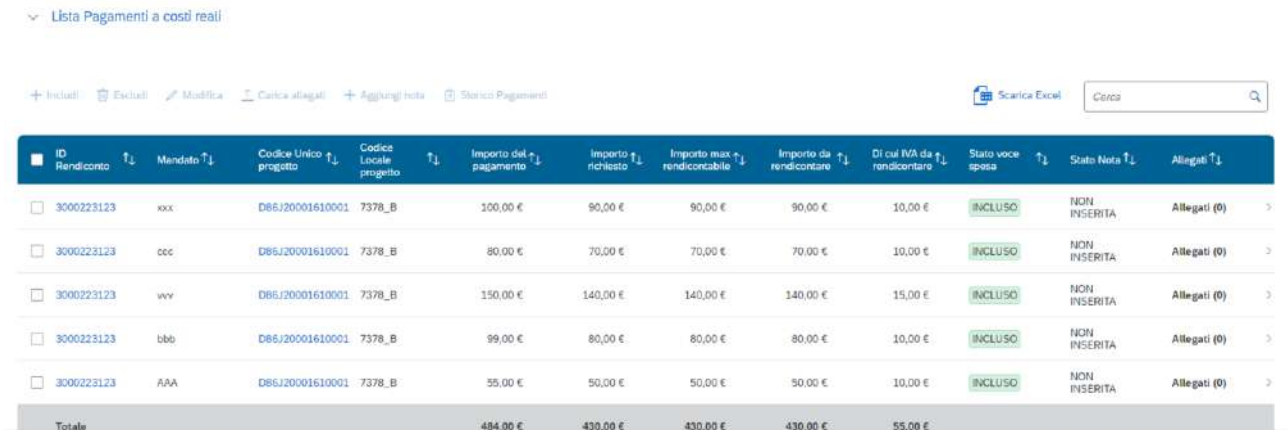 Lista Pagamenti a costi reali
Includi Escludi Modifica Carica allegati Aggiungi nota Storico Pagamenti Scarica Excel Cerca
ID Rendiconto Mandato Codice Unico progetto Codice Locale progetto Importo del pagamento Importo richiesto Importo max rendicontabile Importo da rendicontare Di cui IVA da rendicontare Stato voce spesa Stato Nota Allegati
3000223123 xxx D86J20001610001 7378_B 100,00 € 90,00 € 90,00 € 90,00 € 10,00 € INCLUSO NON INSERITA Allegati (0)
3000223123 ccc D86J20001610001 7378_B 80,00 € 70,00 € 70,00 € 70,00 € 10,00 € INCLUSO NON INSERITA Allegati (0)
3000223123 vvv D86J20001610001 7378_B 150,00 € 140,00 € 140,00 € 140,00 € 15,00 € INCLUSO NON INSERITA Allegati (0)
3000223123 bbb D86J20001610001 7378_B 99,00 € 80,00 € 80,00 € 80,00 € 10,00 € INCLUSO NON INSERITA Allegati (0)
3000223123 AAA D86J20001610001 7378_B 55,00 € 50,00 € 50,00 € 50,00 € 10,00 € INCLUSO NON INSERITA Allegati (0)
Totale 484,00 € 430,00 € 430,00 € 430,00 € 55,00 €